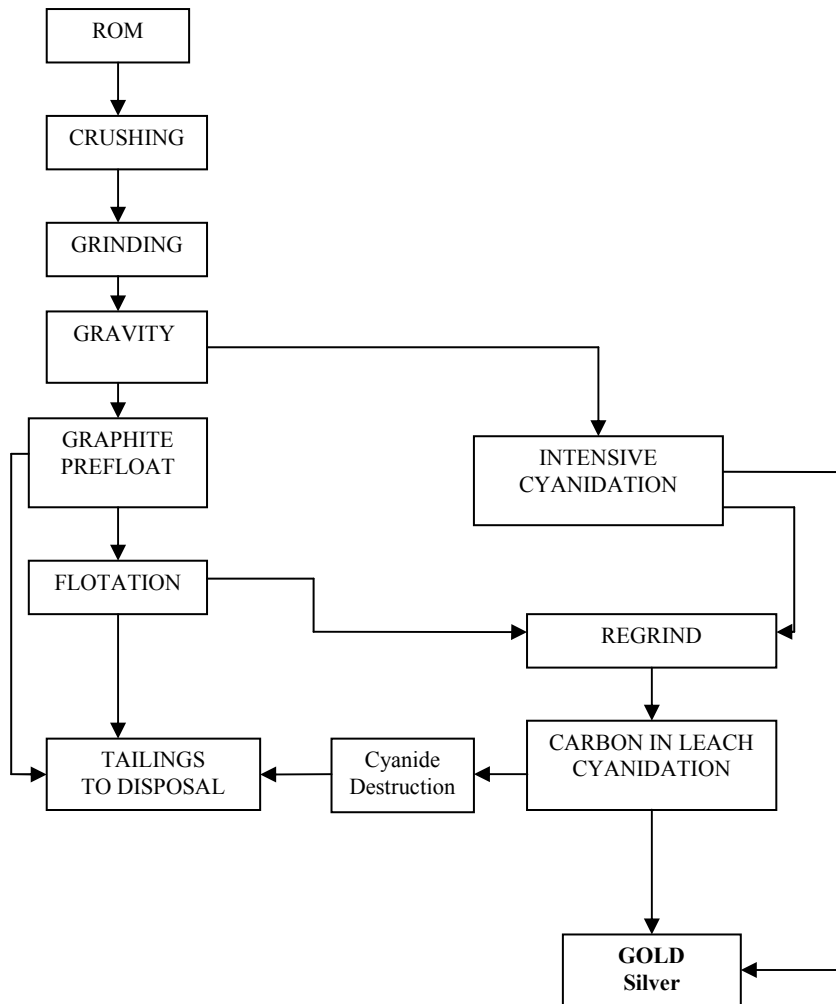 ROM
CRUSHING
GRINDING
GRAVITY
GRAPHITE
PREFLOAT
INTENSIVE
CYANIDATION
FLOTATION
REGRIND
TAILINGS
TO DISPOSAL
Cyanide
Destruction
CARBON IN LEACH
CYANIDATION
GOLD
Silver